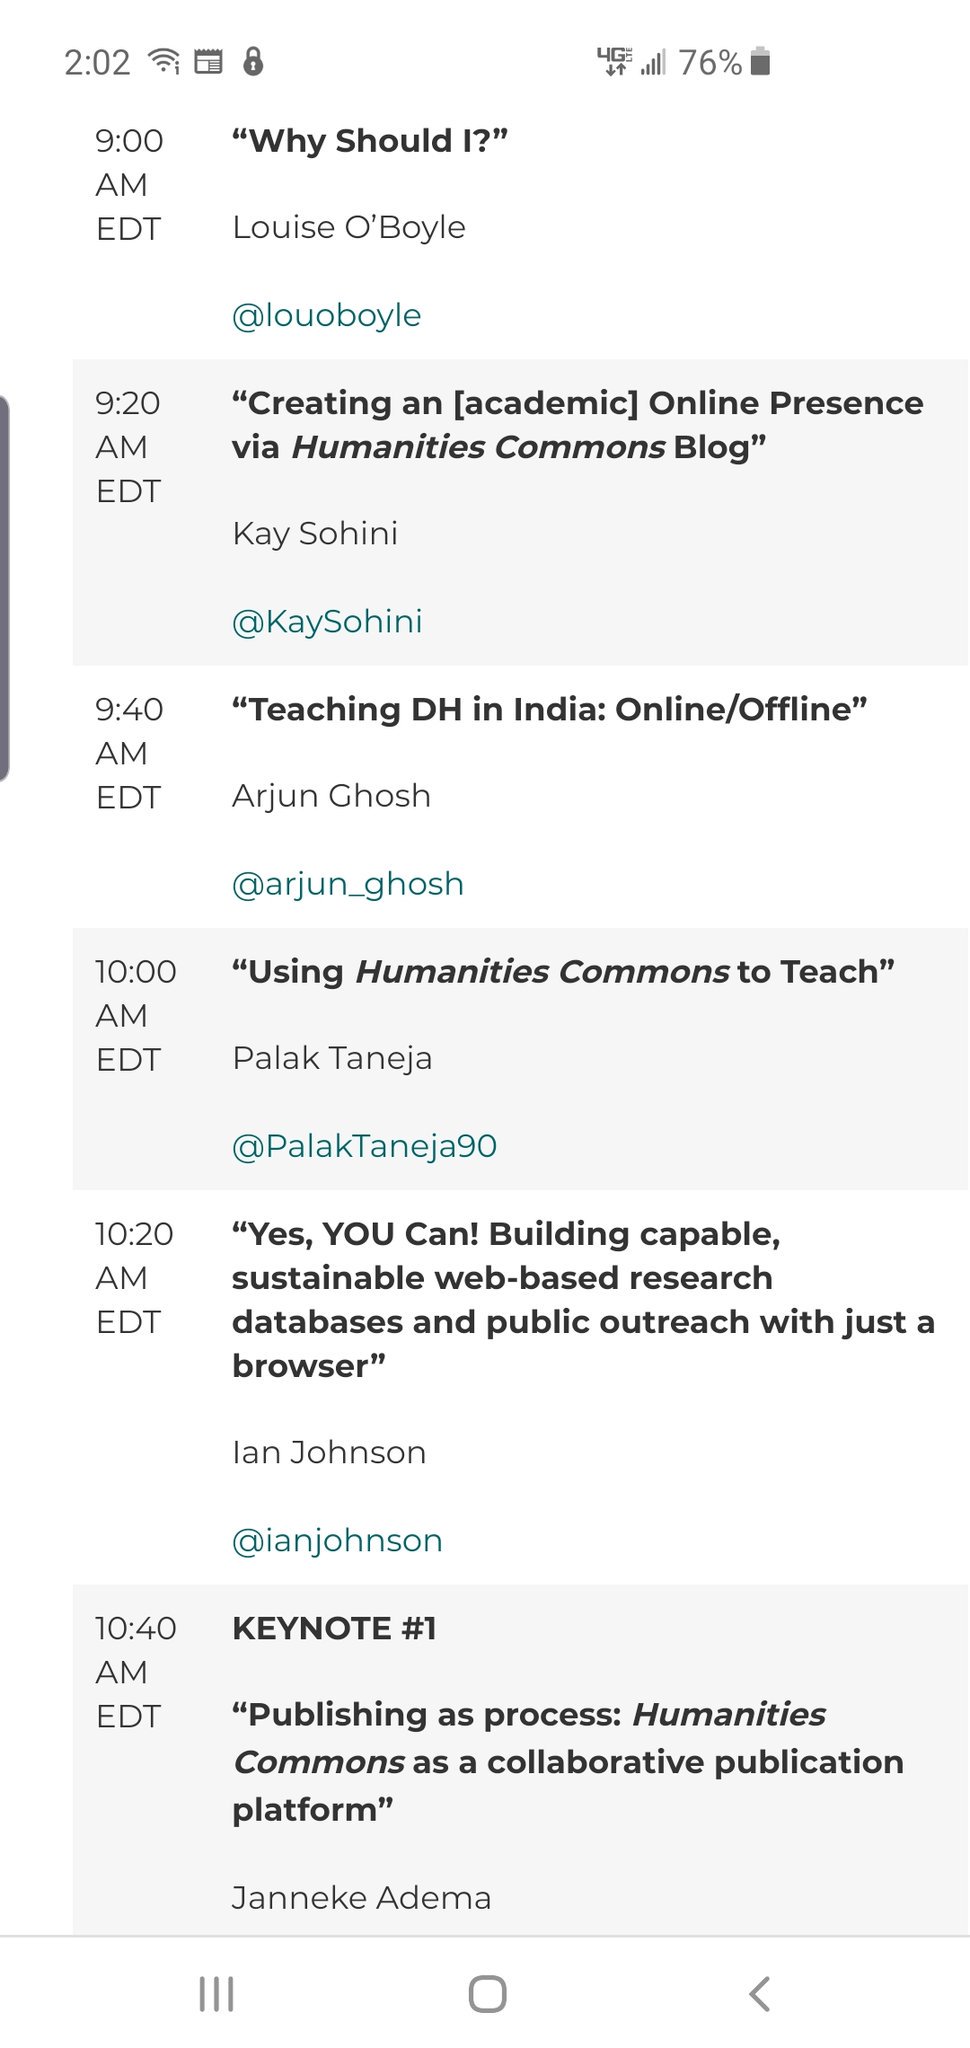 2:02 4G LTE 76%
9:00 “Why Should I?”
AM
EDT Louise O’Boyle
@louoboyle
9:20 “Creating an [academic] Online Presence
AM via Humanities Commons Blog”
EDT
Kay Sohini
@KaySohini
9:40 “Teaching DH in India: Online/Offline”
AM
EDT Arjun Ghosh
@arjun_ghosh
10:00 “Using Humanities Commons to Teach”
AM
EDT Palak Taneja
@PalakTaneja90
10:20 “Yes, YOU Can! Building capable,
AM sustainable web-based research
EDT databases and public outreach with just a
browser”
Ian Johnson
@ianjohnson
10:40 KEYNOTE #1
AM
EDT “Publishing as process: Humanities
Commons as a collaborative publication
platform”
Janneke Adema